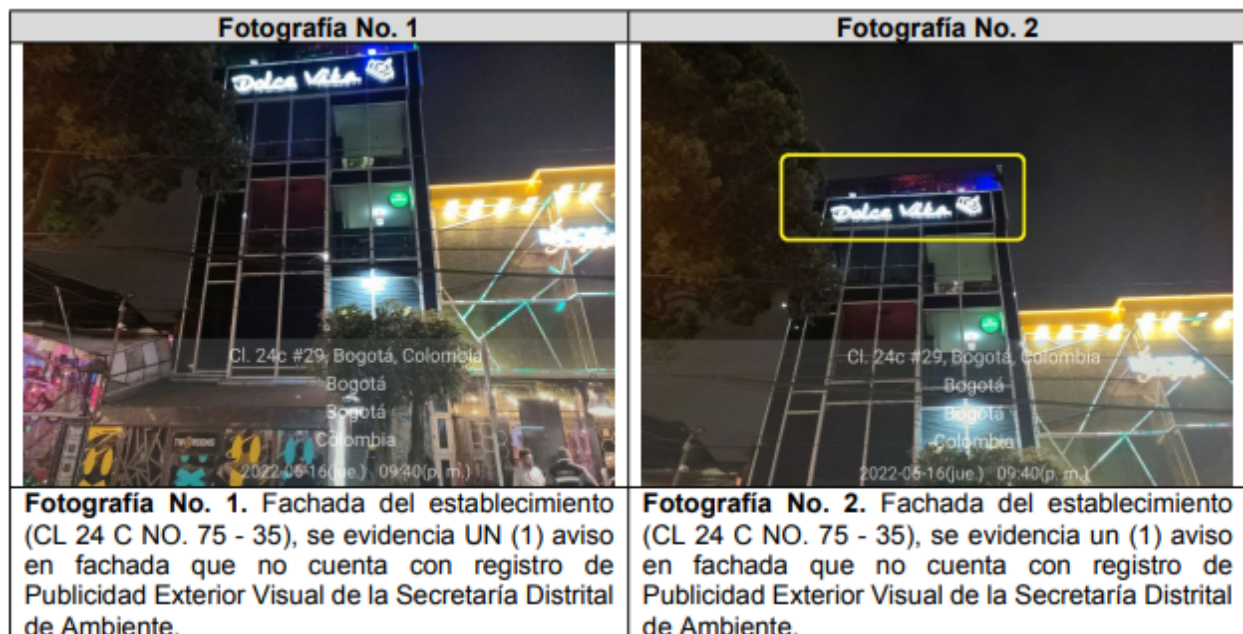 Fotografía No. 1
Fotografía No. 2
Dolce Vita.
Cl. 24c #29, Bogotá, Colombia
Bogotá
Bogotá
Colombia
2022-06-16(jue.) 09:40(p. m.)
TWO ROOMS
Dolce Vita.
Cl. 24c #29, Bogotá, Colombia
Bogotá
Bogotá
Colombia
2022-06-16(jue.) 09:40(p. m.)
Fotografía No. 1. Fachada del establecimiento
(CL 24 C NO. 75 - 35), se evidencia UN (1) aviso
en fachada que no cuenta con registro de
Publicidad Exterior Visual de la Secretaría Distrital
de Ambiente.
Fotografía No. 2. Fachada del establecimiento
(CL 24 C NO. 75 - 35), se evidencia un (1) aviso
en fachada que no cuenta con registro de
Publicidad Exterior Visual de la Secretaría Distrital
de Ambiente.